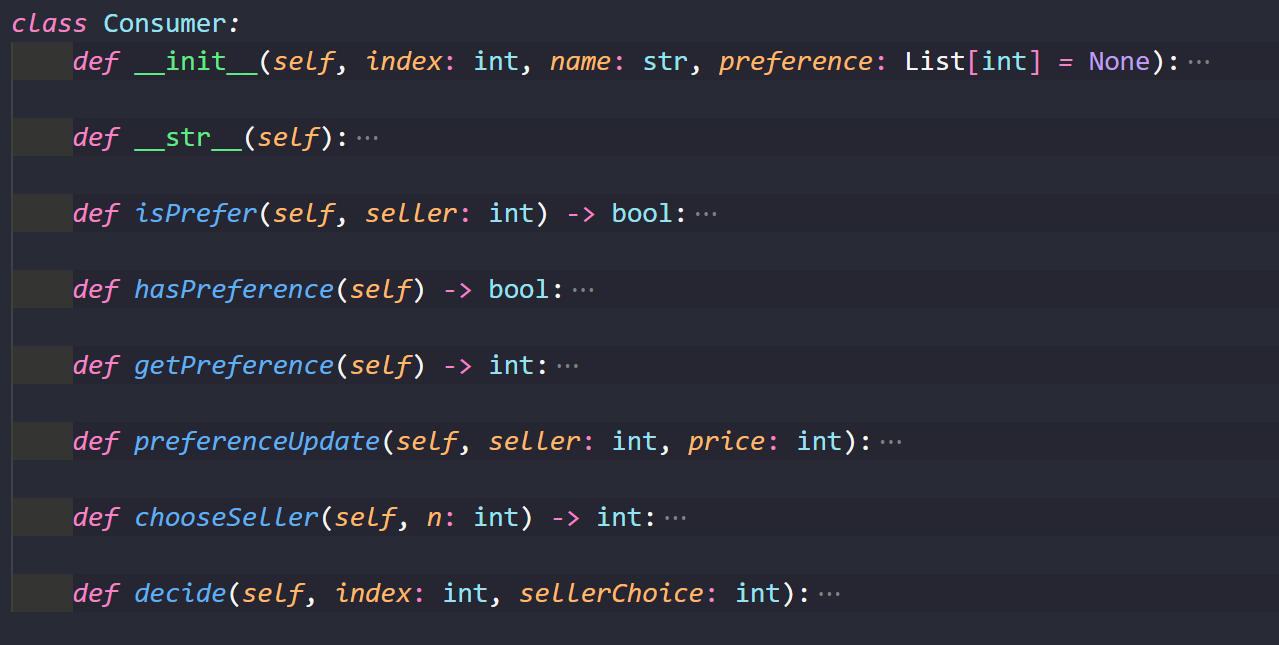 class Consumer:
def __init__(self, index: int, name: str, preference: List[int] = None):···
def __str__(self):···
def isPrefer(self, seller: int) -> bool:···
def hasPreference(self) -> bool:···
def getPreference(self) -> int:···
def preferenceUpdate(self, seller: int, price: int):···
def chooseSeller(self, n: int) -> int:···
def decide(self, index: int, sellerChoice: int):···